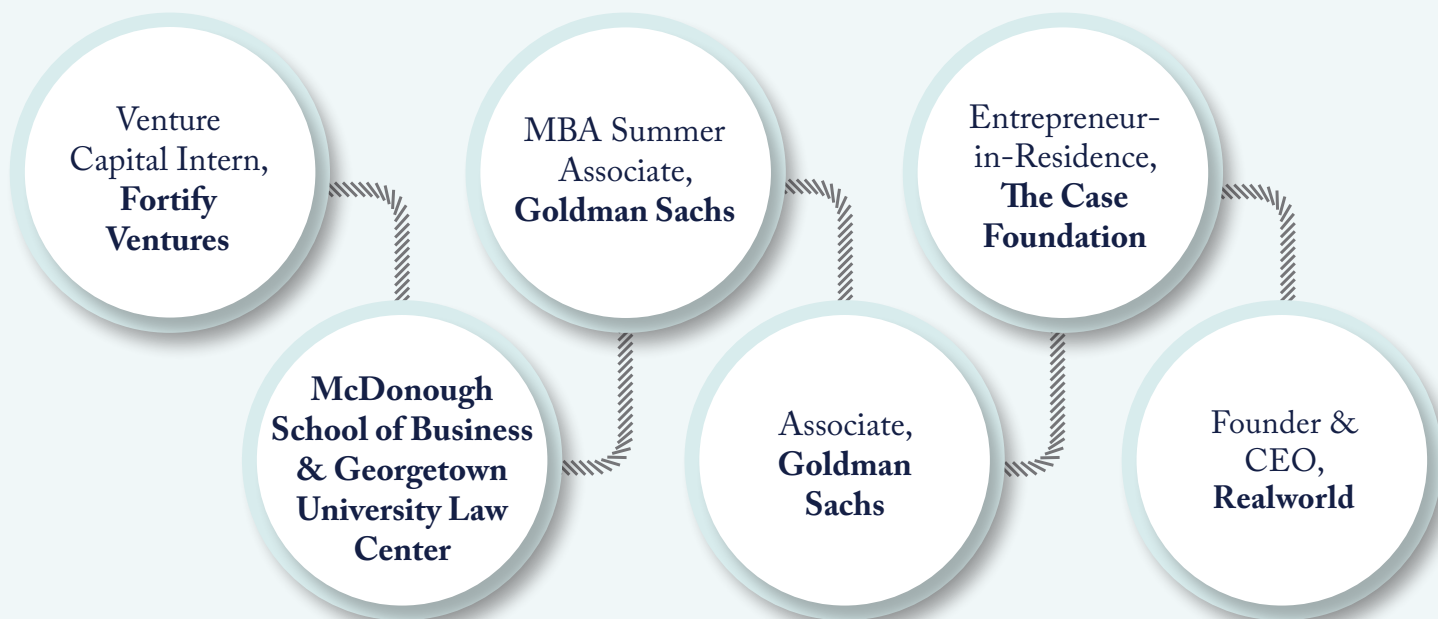 Venture
Capital Intern,
Fortify
Ventures
McDonough
School of Business
& Georgetown
University Law
Center
MBA Summer
Associate,
Goldman Sachs
Associate,
Goldman
Sachs
Entrepreneur-
in-Residence,
The Case
Foundation
Founder &
CEO,
Realworld